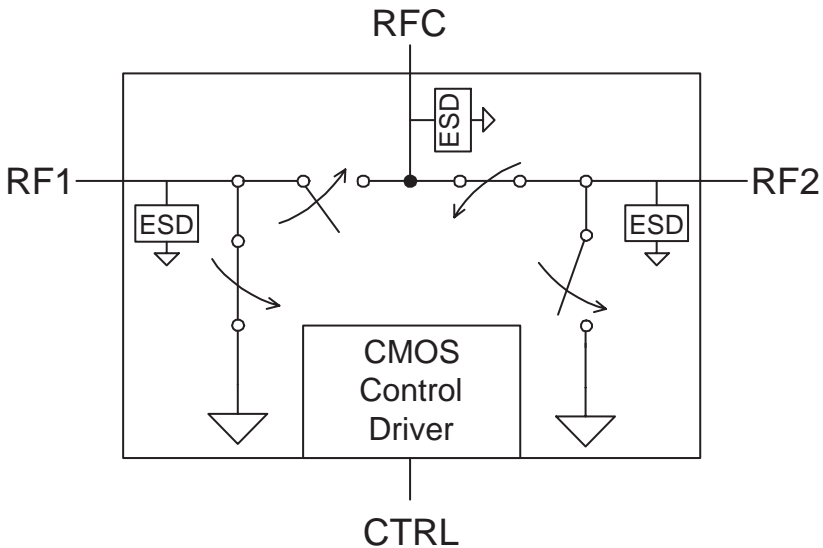 RFC
ESD
RF1
RF2
ESD
ESD
CMOS
Control
Driver
CTRL